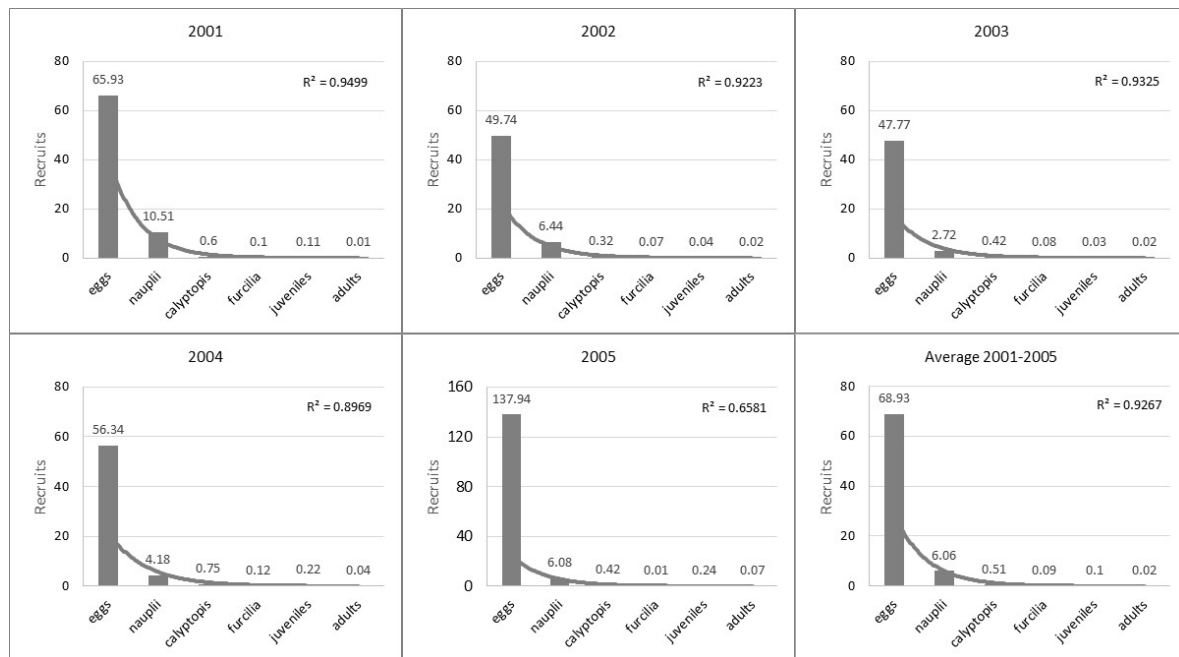 2001
R² = 0.9499
Recruits
80
60
40
20
0
65.93
10.51
0.6
0.1
0.11
0.01
eggs
nauplii
calyptopis
furcilia
juveniles
adults
2002
R² = 0.9223
Recruits
80
60
40
20
0
49.74
6.44
0.32
0.07
0.04
0.02
eggs
nauplii
calyptopis
furcilia
juveniles
adults
2003
R² = 0.9325
Recruits
80
60
40
20
0
47.77
2.72
0.42
0.08
0.03
0.02
eggs
nauplii
calyptopis
furcilia
juveniles
adults
2004
R² = 0.8969
Recruits
80
60
40
20
0
56.34
4.18
0.75
0.12
0.22
0.04
eggs
nauplii
calyptopis
furcilia
juveniles
adults
2005
R² = 0.6581
Recruits
160
120
80
40
0
137.94
6.08
0.42
0.01
0.24
0.07
eggs
nauplii
calyptopis
furcilia
juveniles
adults
Average 2001-2005
R² = 0.9267
Recruits
80
60
40
20
0
68.93
6.06
0.51
0.09
0.1
0.02
eggs
nauplii
calyptopis
furcilia
juveniles
adults